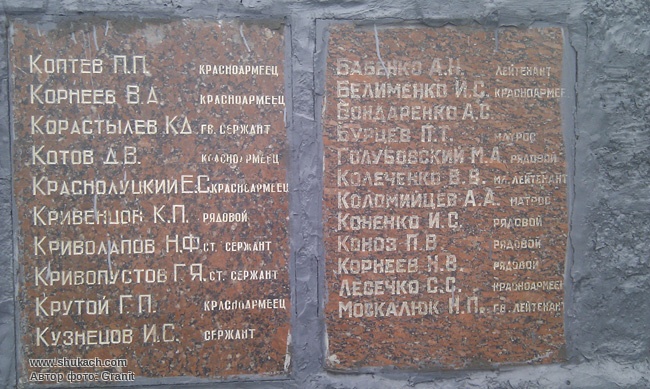 Коптев П.П. красноармеец
Корнеев В.А. красноармеец
Корастылев К.Д. гв. сержант
Котов Д.В. красноармеец
Краснолуцкий Е.С. красноармеец
Кривенцов К.П. рядовой
Криволапов Н.Ф. ст. сержант
Кривопустов Г.Я. ст. сержант
Крутой Г.П. красноармеец
Кузнецов И.С. сержант
Бабенко А.Н. лейтенант
Белименко И.С. красноармеец
Бондаренко А.С.
Бурцев П.Т. матрос
Голубовский М.А. рядовой
Колеченко В.В. мл. лейтенант
Коломийцев А.А. матрос
Коненко И.С. рядовой
Коноз П.В. рядовой
Корнеев Н.В. рядовой
С.С. красноармеец
Москалюк Н.П. гв. лейтенант
www.shukach.com
Автор фото: Granit